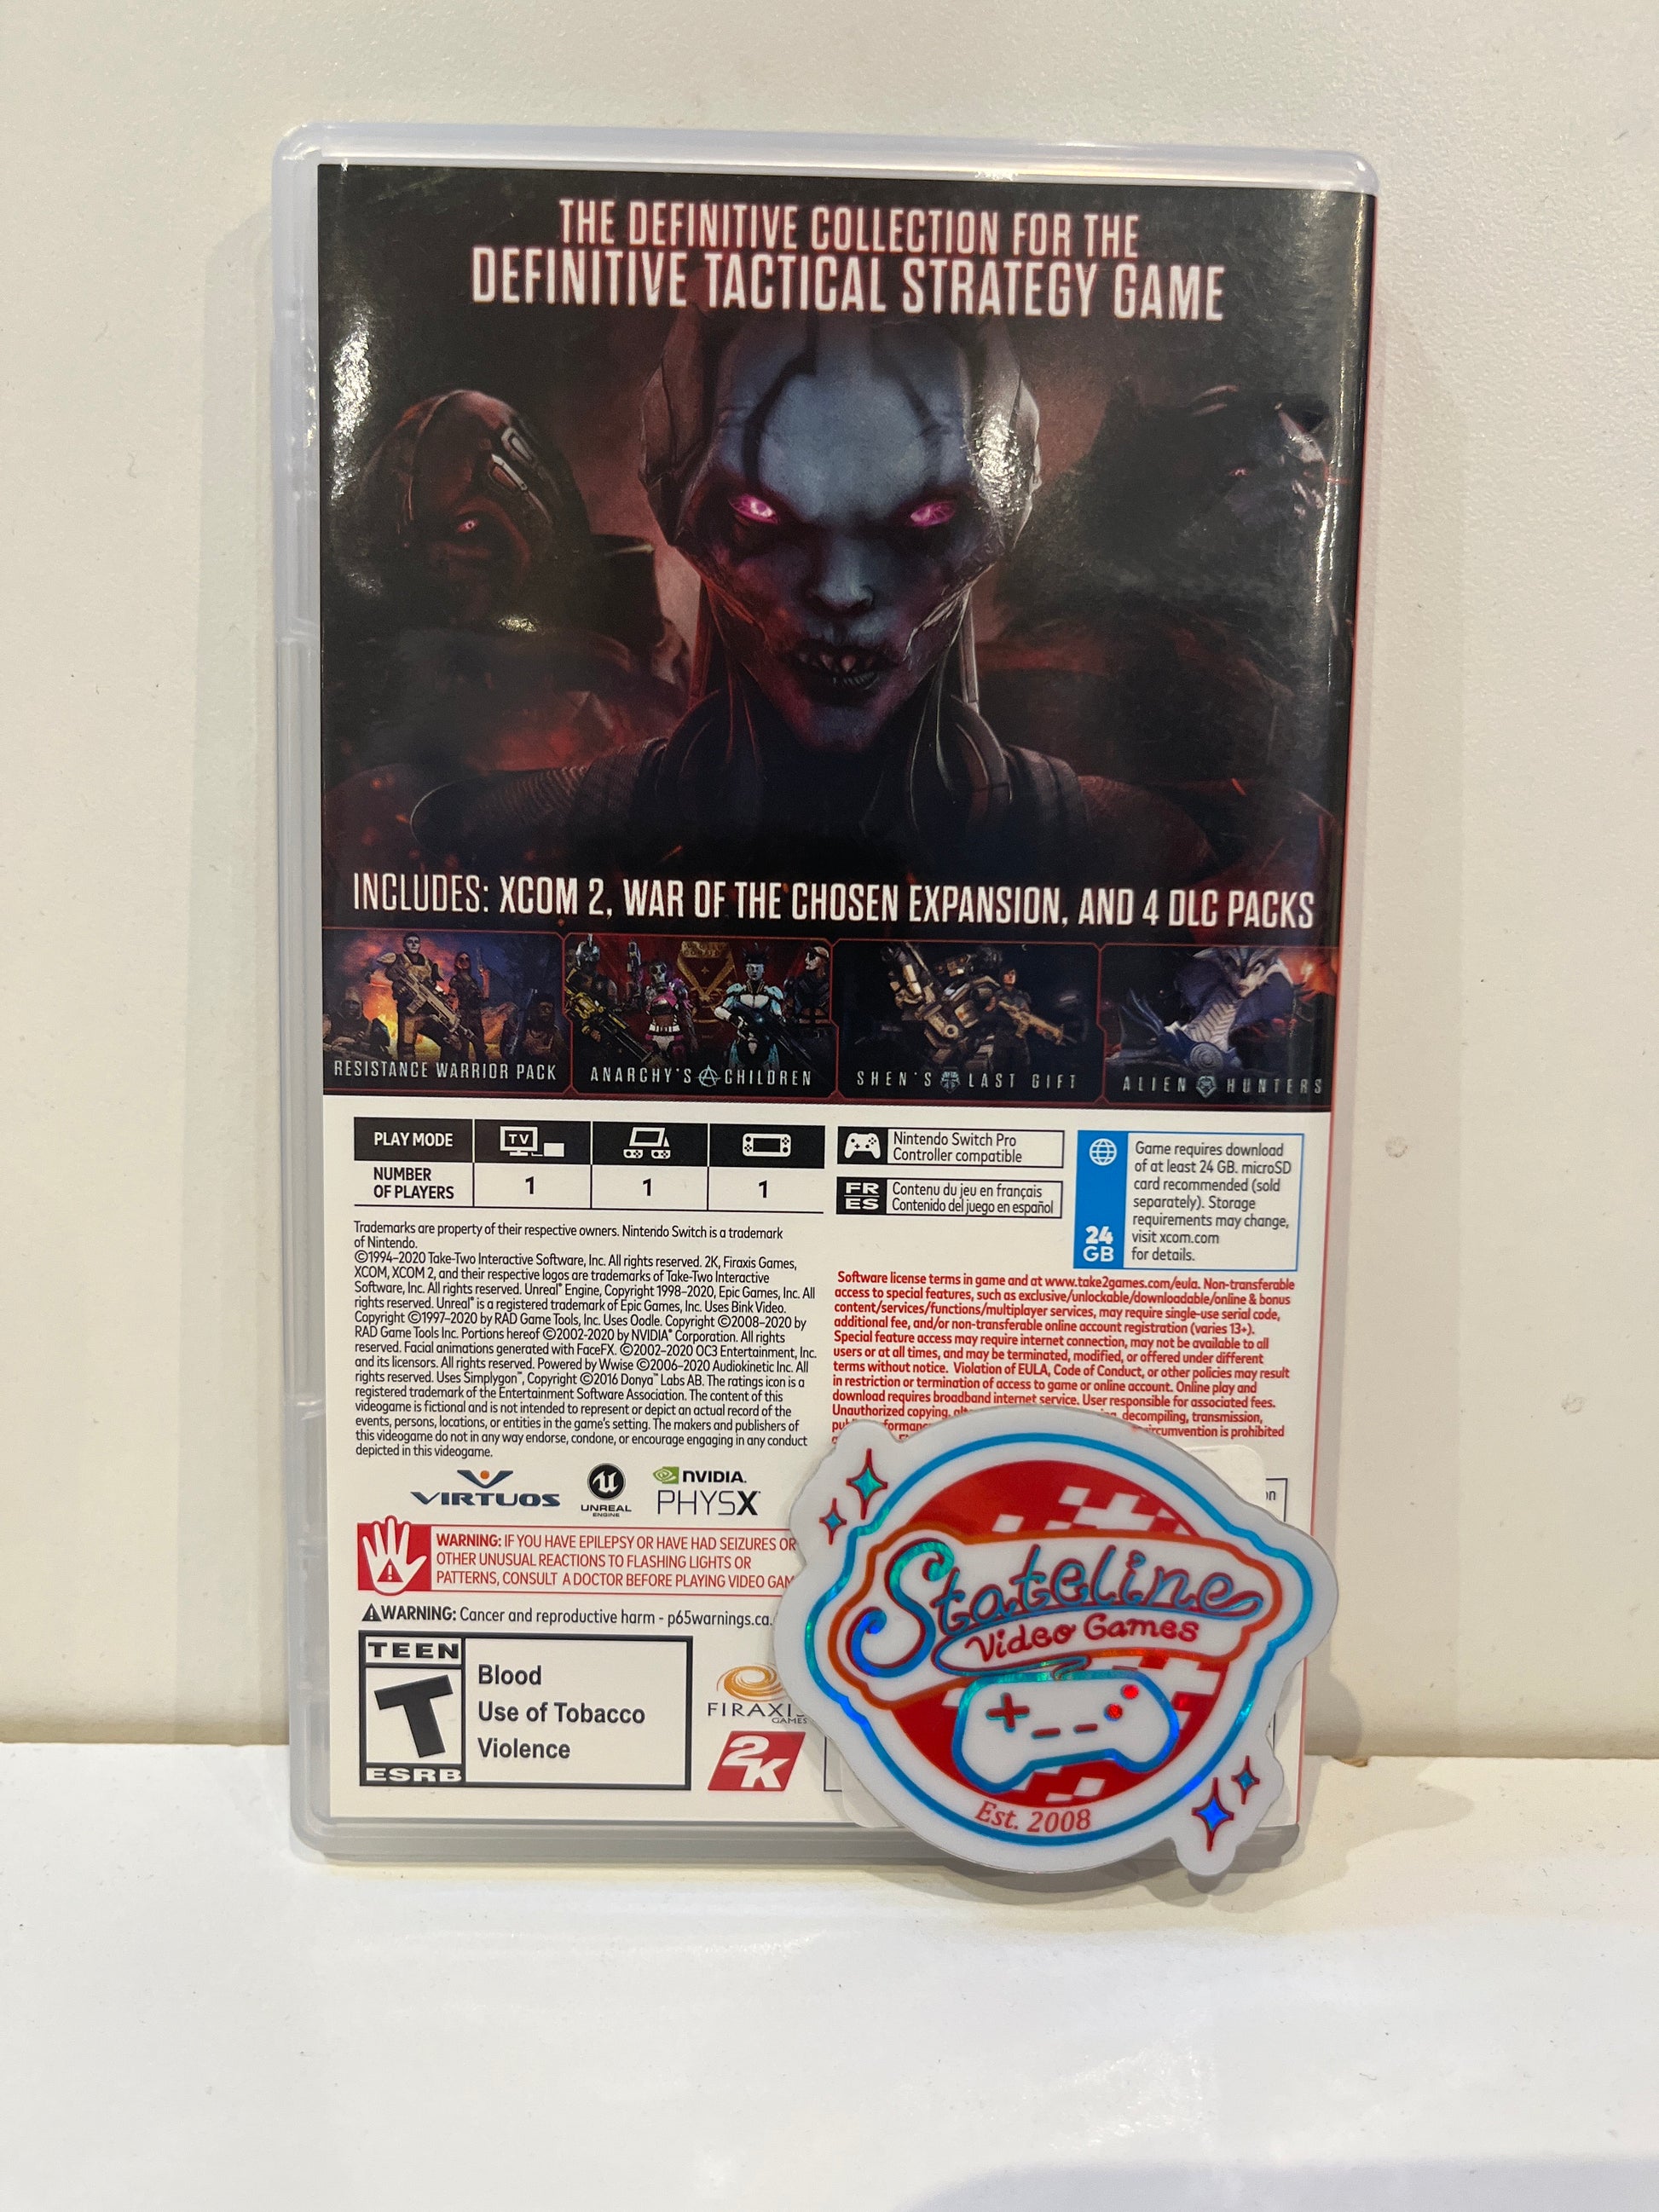 THE DEFINITIVE COLLECTION FOR THE
DEFINITIVE TACTICAL STRATEGY GAME
INCLUDES: XCOM 2, WAR OF THE CHOSEN EXPANSION, AND 4 DLC PACKS
RESISTANCE WARRIOR PACK
ANARCHY'S CHILDREN
SHEN'S LAST GIFT
ALIEN HUNTERS
PLAY MODE
TV
NUMBER
OF PLAYERS
1
1
1
Nintendo Switch Pro
Controller compatible
FR
ES
Contenu du jeu en français
Contenido del juego en español
24
GB
Game requires download
of at least 24 GB. microSD
card recommended (sold
separately). Storage
requirements may change,
visit xcom.com
for details.
Trademarks are property of their respective owners. Nintendo Switch is a trademark
of Nintendo.
©1994-2020 Take-Two Interactive Software, Inc. All rights reserved. 2K, Firaxis Games,
XCOM, XCOM 2, and their respective logos are trademarks of Take-Two Interactive
Software, Inc. All rights reserved. Unreal® Engine, Copyright 1998-2020, Epic Games, Inc. All
rights reserved. Unreal® is a registered trademark of Epic Games, Inc. Uses Bink Video.
Copyright ©1997-2020 by RAD Game Tools, Inc. Uses Oodle. Copyright ©2008-2020 by
RAD Game Tools Inc. Portions hereof ©2002-2020 by NVIDIA® Corporation. All rights
reserved. Facial animations generated with FaceFX. ©2002-2020 OC3 Entertainment, Inc.
and its licensors. All rights reserved. Powered by Wwise ©2006-2020 Audiokinetic Inc. All
rights reserved. Uses Simplygon™, Copyright ©2016 Donya™ Labs AB. The ratings icon is a
registered trademark of the Entertainment Software Association. The content of this
videogame is fictional and is not intended to represent or depict an actual record of the
events, persons, locations, or entities in the game's setting. The makers and publishers of
this videogame do not in any way endorse, condone, or encourage engaging in any conduct
depicted in this videogame.
Software license terms in game and at www.take2games.com/eula. Non-transferable
access to special features, such as exclusive/unlockable/downloadable/online & bonus
content/services/functions/multiplayer services, may require single-use serial code,
additional fee, and/or non-transferable online account registration (varies 13+).
Special feature access may require internet connection, may not be available to all
users or at all times, and may be terminated, modified, or offered under different
terms without notice. Violation of EULA, Code of Conduct, or other policies may result
in restriction or termination of access to game or online account. Online play and
download requires broadband internet service. User responsible for associated fees.
Unauthorized copying, decompiling, transmission,
circumvention is prohibited
VIRTUOS
UNREAL
ENGINE
NVIDIA.
PHYSX
WARNING: IF YOU HAVE EPILEPSY OR HAVE HAD SEIZURES OR
OTHER UNUSUAL REACTIONS TO FLASHING LIGHTS OR
PATTERNS, CONSULT A DOCTOR BEFORE PLAYING VIDEO GAM
WARNING: Cancer and reproductive harm - p65warnings.ca.
TEEN
T
ESRB
Blood
Use of Tobacco
Violence
FIRAXIS
GAMES
2K
Stateline
Video Games
Est. 2008